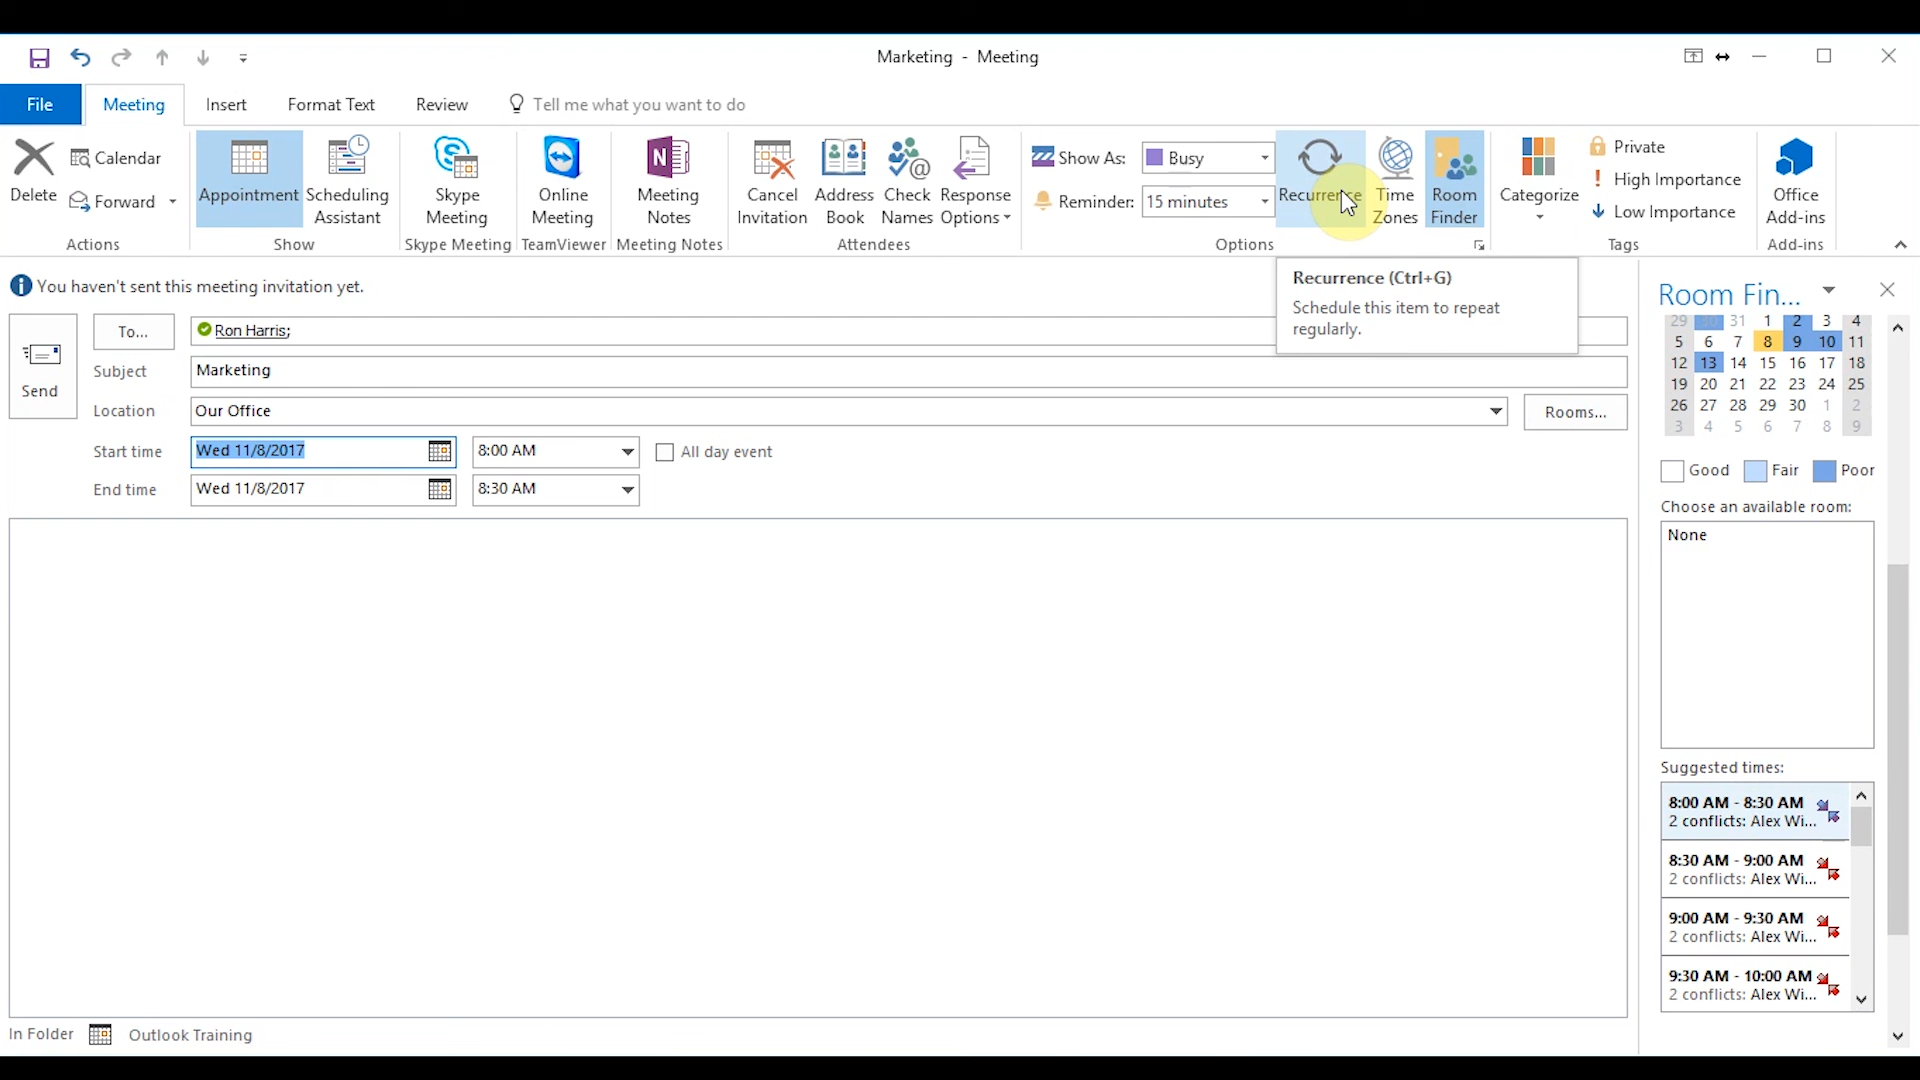 Marketing - Meeting
File Meeting Insert Format Text Review Tell me what you want to do
Delete
Calendar
Forward
Actions
Appointment
Scheduling
Assistant
Show
Skype
Meeting
Skype Meeting
Online
Meeting
TeamViewer
Meeting
Notes
Meeting Notes
Cancel
Invitation
Address
Book
Check
Names
Response
Options
Attendees
Show As: Busy
Reminder: 15 minutes
Recurrence
Time
Zones
Room
Finder
Options
Categorize
Private
High Importance
Low Importance
Tags
Office
Add-ins
Add-ins
Recurrence (Ctrl+G)
Schedule this item to repeat
regularly.
You haven't sent this meeting invitation yet.
Send
To... Ron Harris;
Subject Marketing
Location Our Office Rooms...
Start time Wed 11/8/2017 8:00 AM All day event
End time Wed 11/8/2017 8:30 AM
Room Fin...
29 30 31 1 2 3 4
5 6 7 8 9 10 11
12 13 14 15 16 17 18
19 20 21 22 23 24 25
26 27 28 29 30 1 2
3 4 5 6 7 8 9
Good Fair Poor
Choose an available room:
None
Suggested times:
8:00 AM - 8:30 AM
2 conflicts: Alex Wi...
8:30 AM - 9:00 AM
2 conflicts: Alex Wi...
9:00 AM - 9:30 AM
2 conflicts: Alex Wi...
9:30 AM - 10:00 AM
2 conflicts: Alex Wi...
In Folder Outlook Training